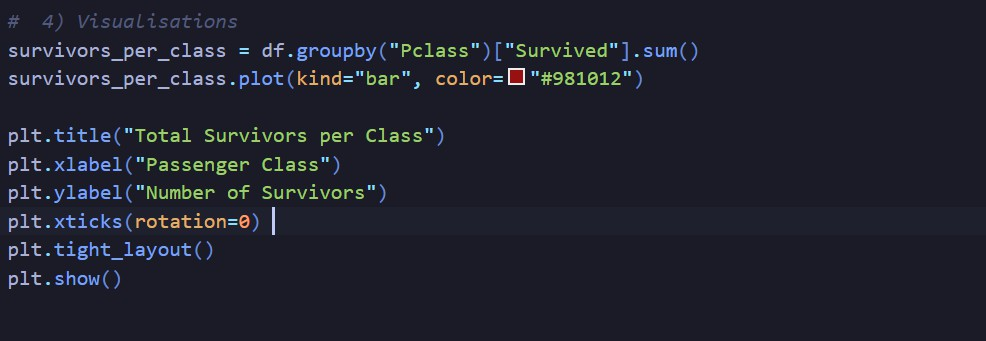 #  4) Visualisations
survivors_per_class = df.groupby("Pclass")["Survived"].sum()
survivors_per_class.plot(kind="bar", color="#981012")
plt.title("Total Survivors per Class")
plt.xlabel("Passenger Class")
plt.ylabel("Number of Survivors")
plt.xticks(rotation=0)
plt.tight_layout()
plt.show()